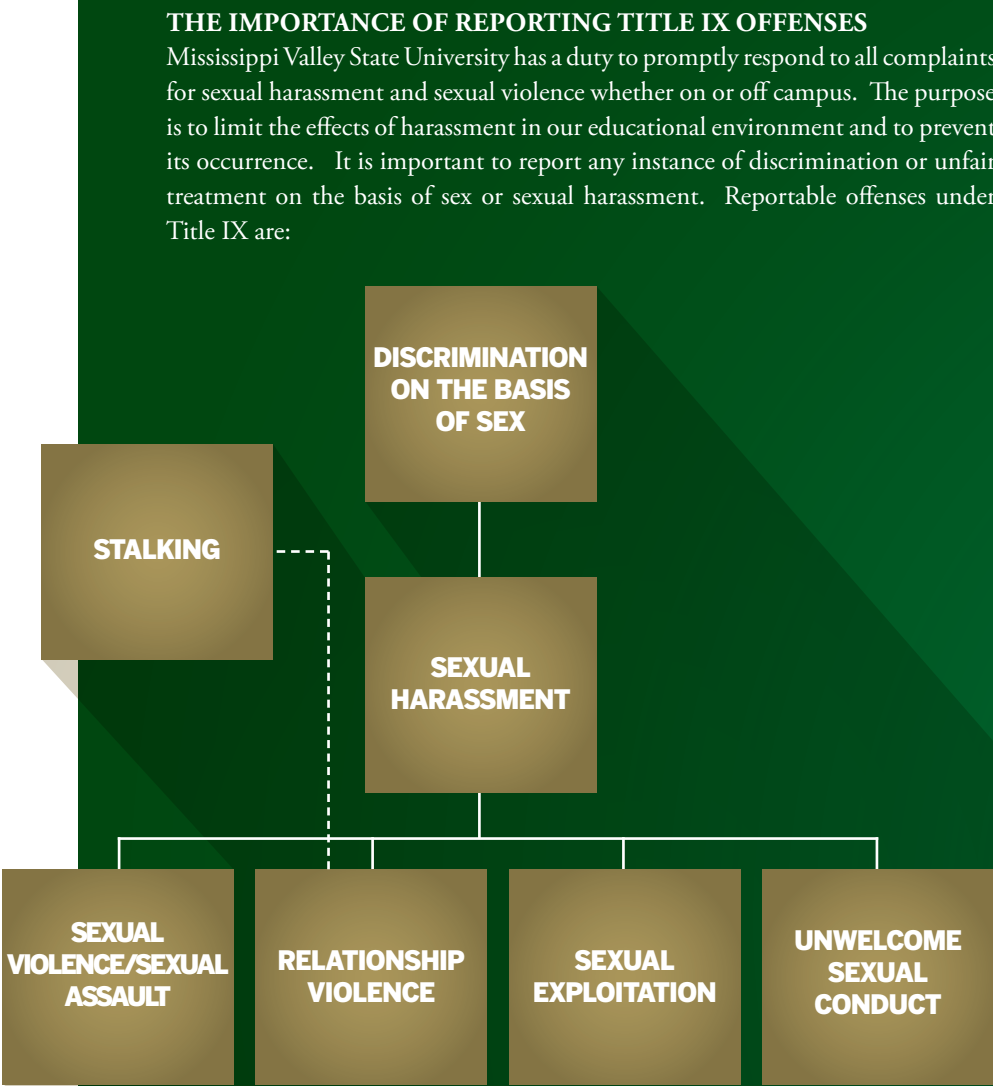 THE IMPORTANCE OF REPORTING TITLE IX OFFENSES
Mississippi Valley State University has a duty to promptly respond to all complaints
for sexual harassment and sexual violence whether on or off campus. The purpose
is to limit the effects of harassment in our educational environment and to prevent
its occurrence. It is important to report any instance of discrimination or unfair
treatment on the basis of sex or sexual harassment. Reportable offenses under
Title IX are:
DISCRIMINATION
ON THE BASIS
OF SEX
STALKING
SEXUAL
HARASSMENT
SEXUAL
VIOLENCE/SEXUAL
ASSAULT
RELATIONSHIP
VIOLENCE
SEXUAL
EXPLOITATION
UNWELCOME
SEXUAL
CONDUCT